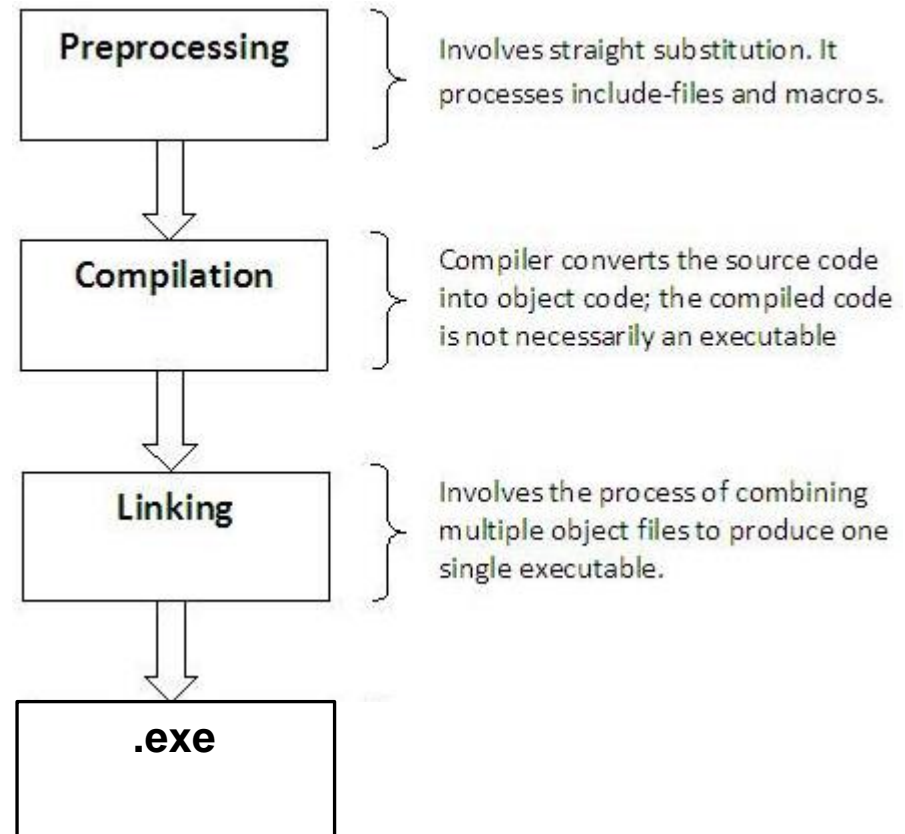 Preprocessing
Involves straight substitution. It
processes include-files and macros.
Compilation
Compiler converts the source code
into object code; the compiled code
is not necessarily an executable
Linking
Involves the process of combining
multiple object files to produce one
single executable.
.exe